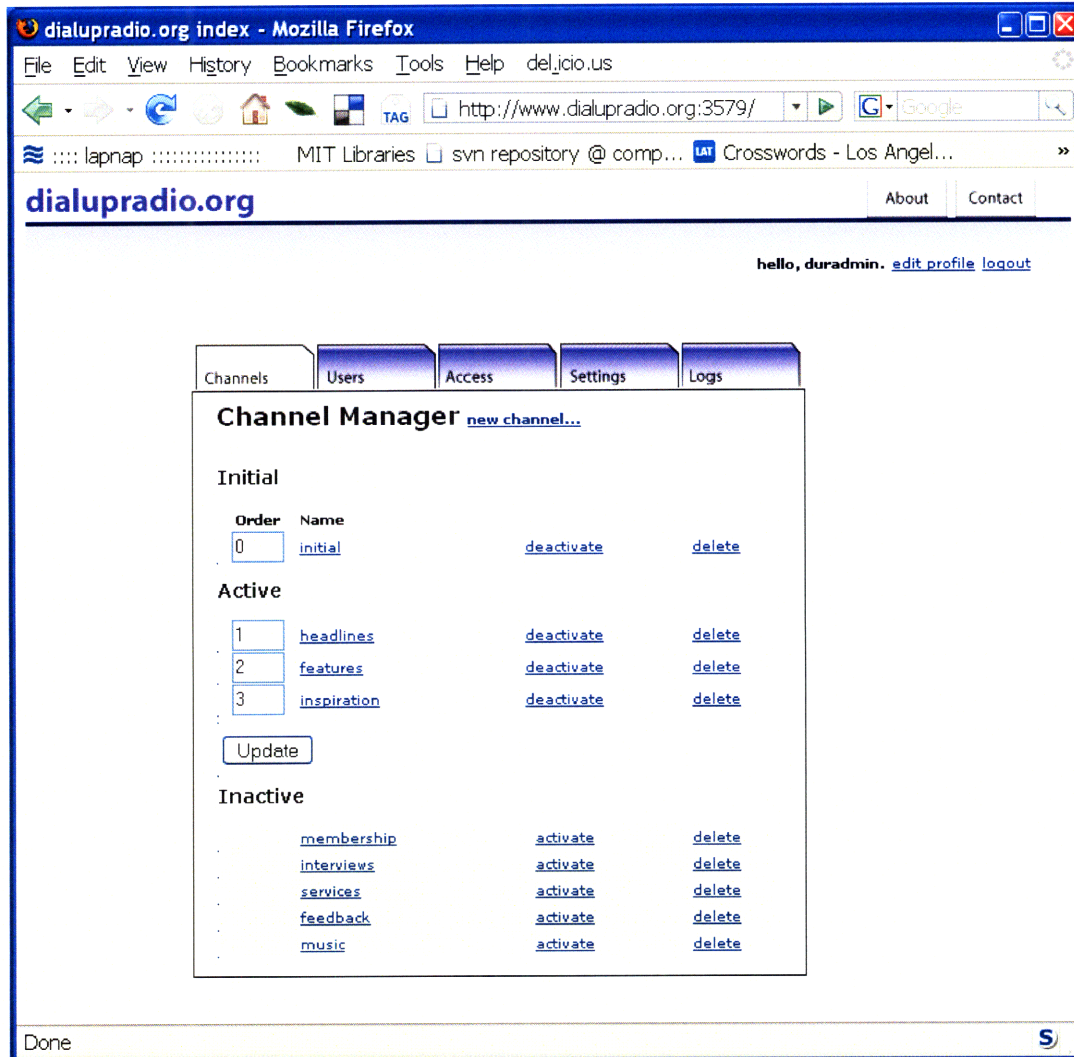 dialupradio.org index - Mozilla Firefox
File Edit View History Bookmarks Tools Help del.icio.us
TAG http://www.dialupradio.org:3579/ G Google
:::: lapnap :::::::::::::::: MIT Libraries svn repository @ comp... LAT Crosswords - Los Angel... »
dialupradio.org About Contact
hello, duradmin. edit profile logout
Channels Users Access Settings Logs
Channel Manager new channel...
Initial
Order Name
0 initial deactivate delete
Active
1 headlines deactivate delete
2 features deactivate delete
3 inspiration deactivate delete
Update
Inactive
membership activate delete
interviews activate delete
services activate delete
feedback activate delete
music activate delete
Done S